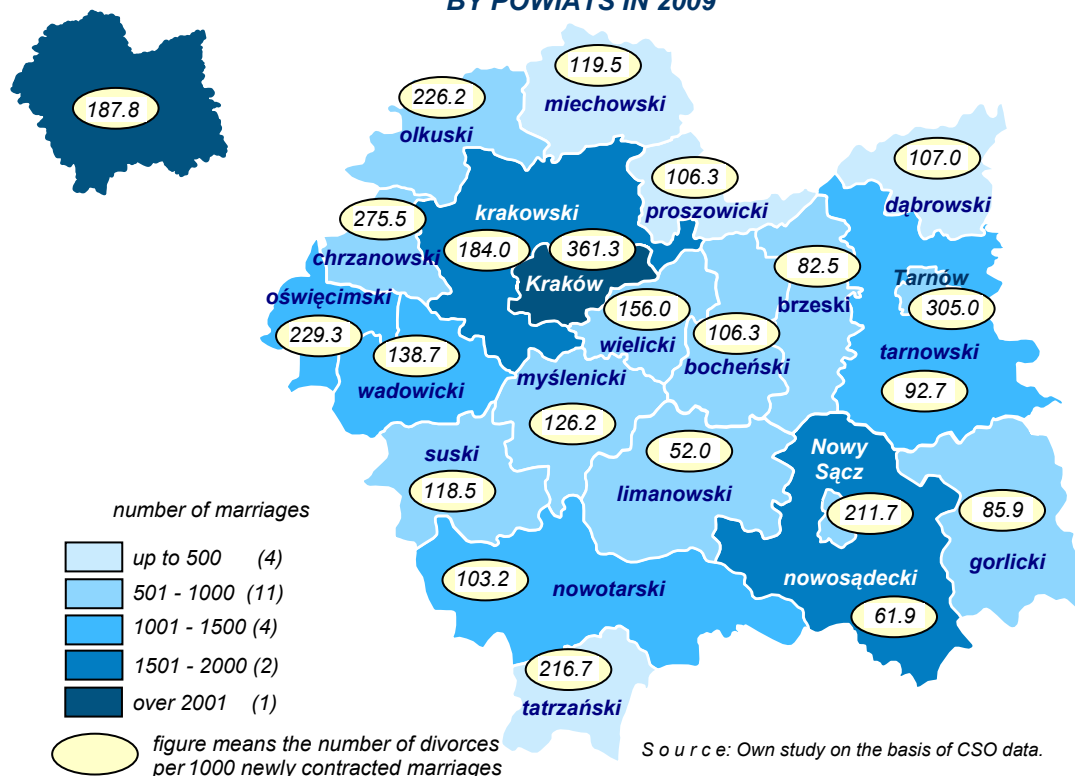 BY POWIATS IN 2009
187.8
119.5
miechowski
226.2
olkuski
107.0
dąbrowski
106.3
proszowicki
275.5
chrzanowski
krakowski
184.0
361.3
Kraków
82.5
brzeski
Tarnów
305.0
tarnowski
92.7
oświęcimski
229.3
138.7
wadowicki
156.0
wielicki
106.3
bocheński
myślenicki
126.2
suski
118.5
52.0
limanowski
Nowy
Sącz
211.7
85.9
gorlicki
nowosądecki
61.9
103.2
nowotarski
216.7
tatrzański
number of marriages
up to 500 (4)
501 - 1000 (11)
1001 - 1500 (4)
1501 - 2000 (2)
over 2001 (1)
figure means the number of divorces
per 1000 newly contracted marriages
S o u r c e: Own study on the basis of CSO data.